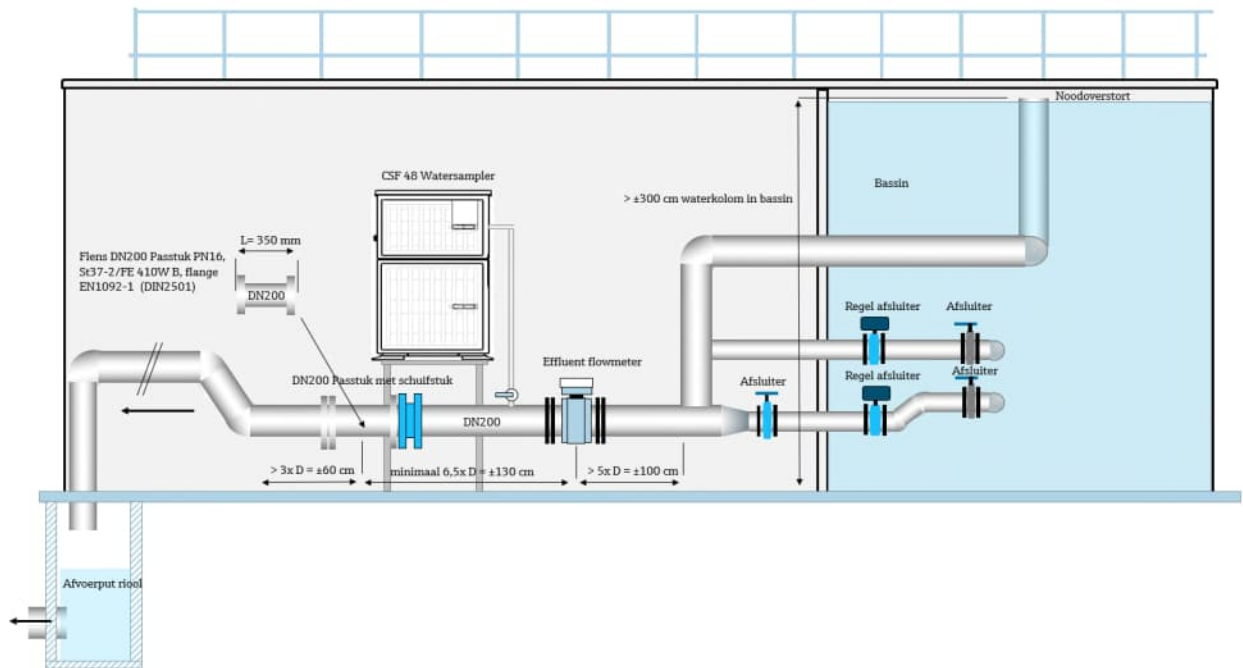 Noodoverstort
CSF 48 Watersampler
Bassin
> ±300 cm waterkolom in bassin
L= 350 mm
Flens DN200 Passtuk PN16,
St37-2/FE 410W B, flange
EN1092-1 (DIN2501)
DN200
Regel afsluiter
Afsluiter
Effluent flowmeter
DN200 Passtuk met schuifstuk
Afsluiter
Regel afsluiter
Afsluiter
DN200
> 3x D = ±60 cm
minimaal 6,5x D = ±130 cm
> 5x D = ±100 cm
Afvoerput riool